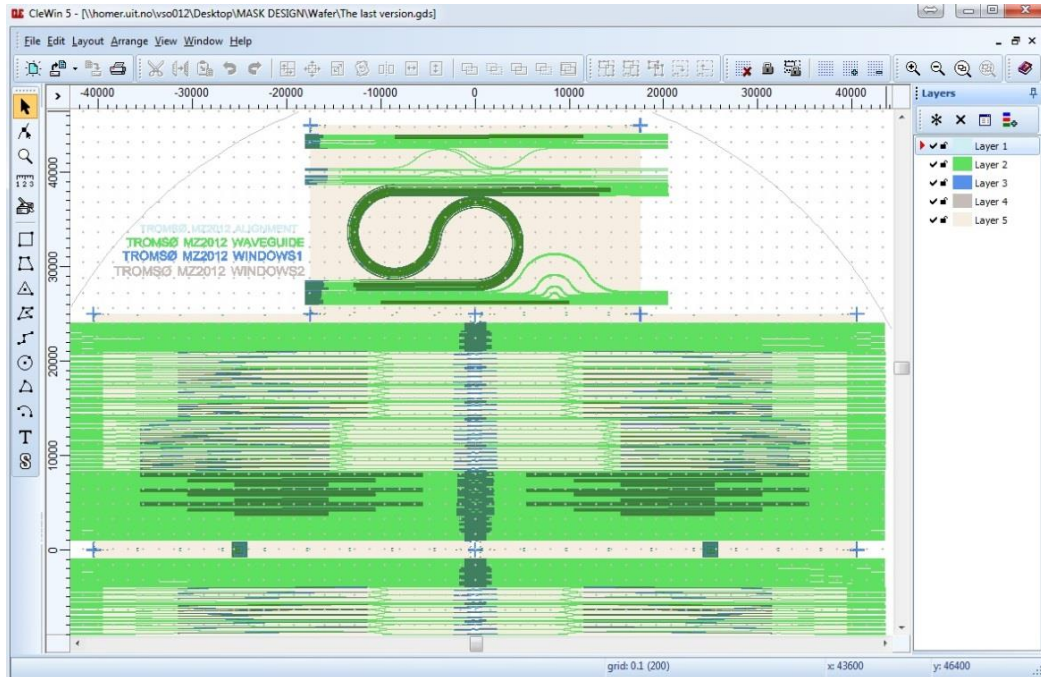 CleWin 5 - [\\homer.uit.no\vso012\Desktop\MASK DESIGN\Wafer\The last version.gds]
File Edit Layout Arrange View Window Help
-40000 -30000 -20000 -10000 0 10000 20000 30000 40000
Layers
Layer 1
Layer 2
Layer 3
Layer 4
Layer 5
40000
30000
20000
10000
0
TROMSØ MZ2012 ALIGNMENT
TROMSØ MZ2012 WAVEGUIDE
TROMSØ MZ2012 WINDOWS1
TROMSØ MZ2012 WINDOWS2
1 2 3
T
S
grid: 0.1 (200) x: 43600 y: 46400